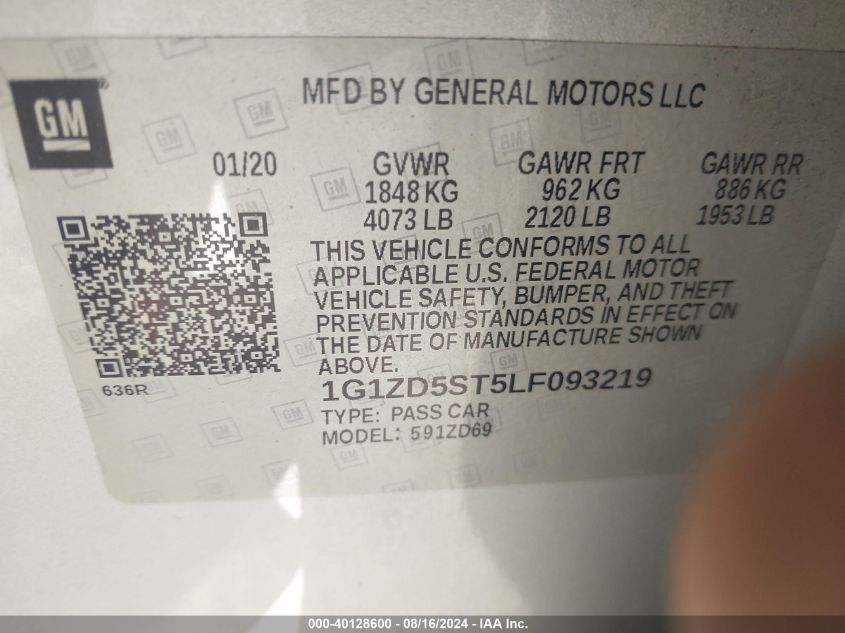 GM
MFD BY GENERAL MOTORS LLC
01/20 GVWR GAWR FRT GAWR RR
1848 KG 962 KG 886 KG
4073 LB 2120 LB 1953 LB
THIS VEHICLE CONFORMS TO ALL
APPLICABLE U.S. FEDERAL MOTOR
VEHICLE SAFETY, BUMPER, AND THEFT
PREVENTION STANDARDS IN EFFECT ON
THE DATE OF MANUFACTURE SHOWN
ABOVE.
636R
1G1ZD5ST5LF093219
TYPE: PASS CAR
MODEL: 591ZD69
000-40128600 - 08/16/2024 - IAA Inc.